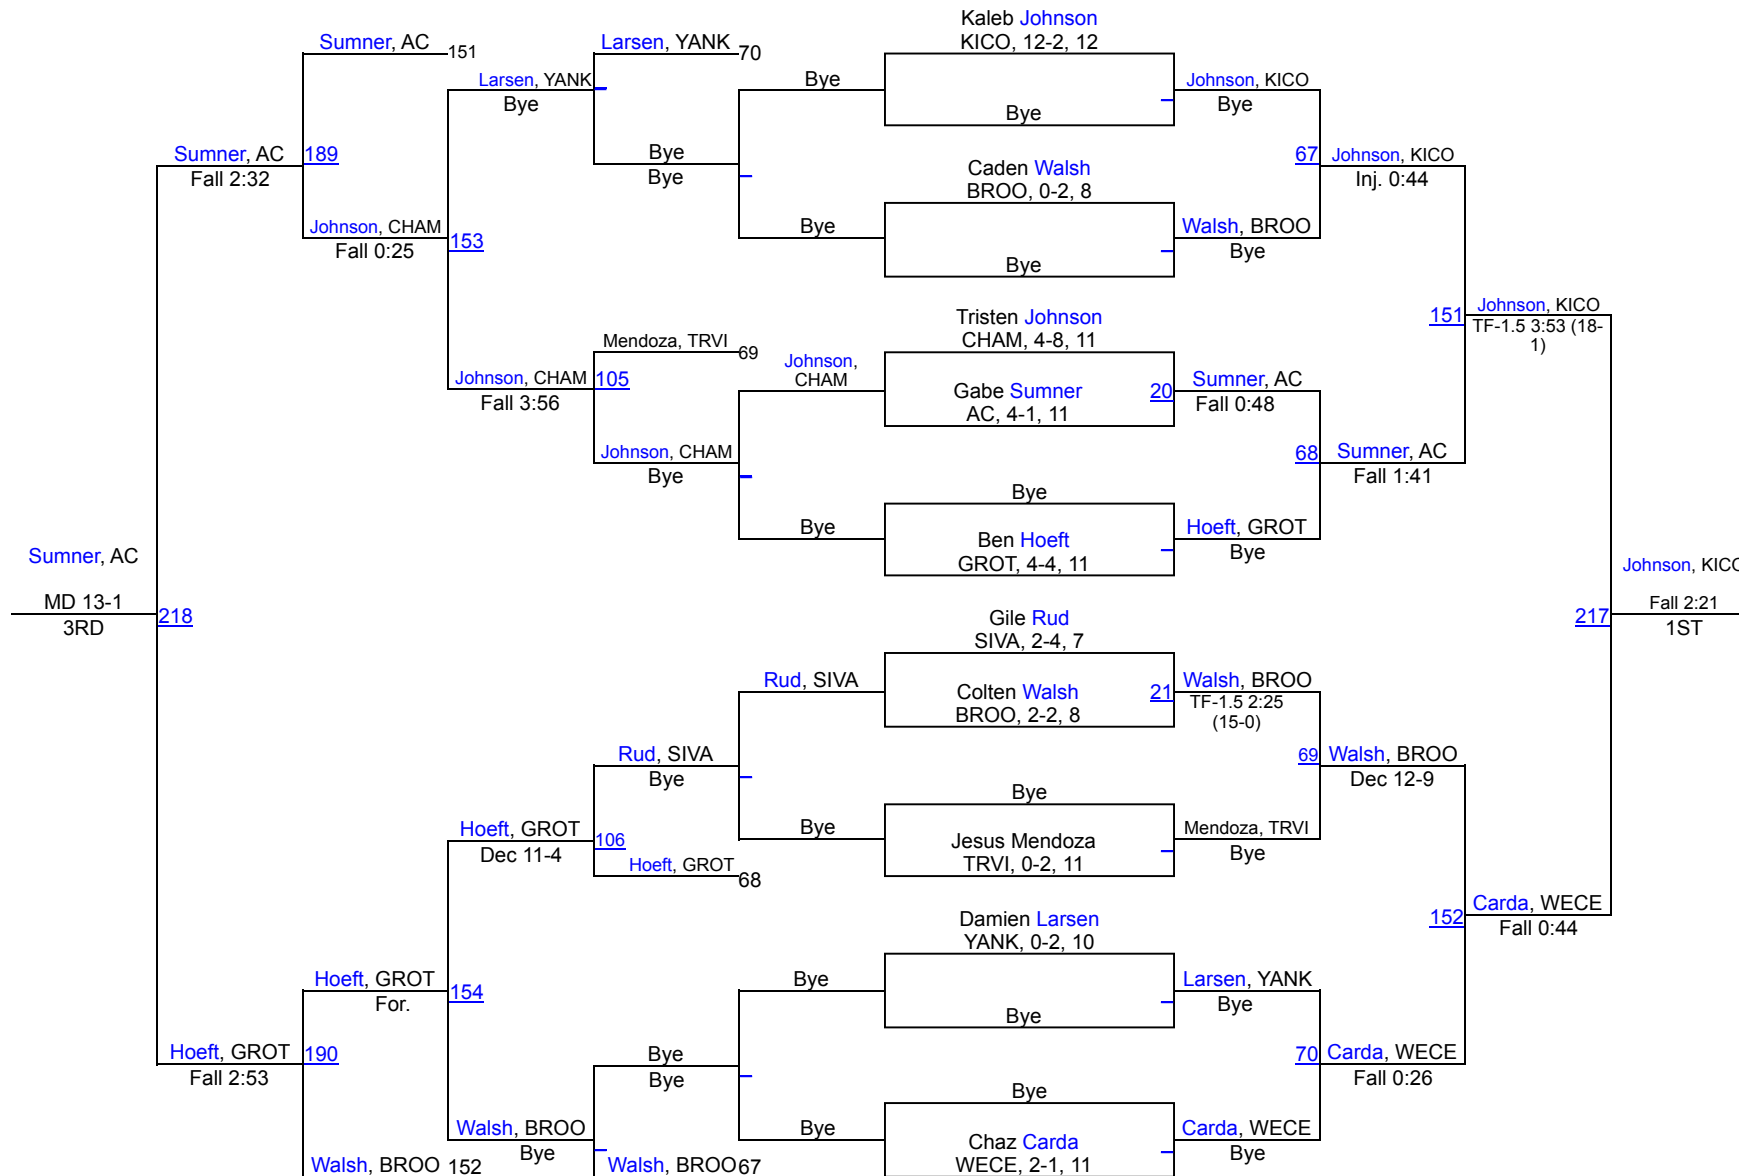 Kaleb Johnson
KICO, 12-2, 12
Sumner, AC
151
Larsen, YANK
70
Larsen, YANK
Bye
Bye
Johnson, KICO
Bye
Bye
Sumner, AC
189
Fall 2:32
Bye
Bye
Caden Walsh
BROO, 0-2, 8
67
Johnson, KICO
Inj. 0:44
Johnson, CHAM
Fall 0:25
153
Bye
Walsh, BROO
Bye
Bye
Tristen Johnson
CHAM, 4-8, 11
151
Johnson, KICO
TF-1.5 3:53 (18-
1)
Mendoza, TRVI
69
Johnson,
CHAM
Johnson, CHAM
105
Fall 3:56
Gabe Sumner
AC, 4-1, 11
20
Sumner, AC
Fall 0:48
Johnson, CHAM
Bye
68
Sumner, AC
Fall 1:41
Bye
Bye
Ben Hoeft
GROT, 4-4, 11
Hoeft, GROT
Bye
Sumner, AC
Johnson, KICO
MD 13-1
3RD
218
217
Fall 2:21
1ST
Gile Rud
SIVA, 2-4, 7
Rud, SIVA
Colten Walsh
BROO, 2-2, 8
21
Walsh, BROO
TF-1.5 2:25
(15-0)
Rud, SIVA
Bye
69
Walsh, BROO
Dec 12-9
Bye
Hoeft, GROT
Dec 11-4
106
Bye
Jesus Mendoza
TRVI, 0-2, 11
Mendoza, TRVI
Bye
Hoeft, GROT
68
Damien Larsen
YANK, 0-2, 10
152
Carda, WECE
Fall 0:44
Hoeft, GROT
For.
154
Bye
Larsen, YANK
Bye
Bye
Hoeft, GROT
190
Fall 2:53
Bye
Bye
70
Carda, WECE
Fall 0:26
Bye
Walsh, BROO
Bye
Bye
Chaz Carda
WECE, 2-1, 11
Carda, WECE
Bye
Walsh, BROO
152
Walsh, BROO
67